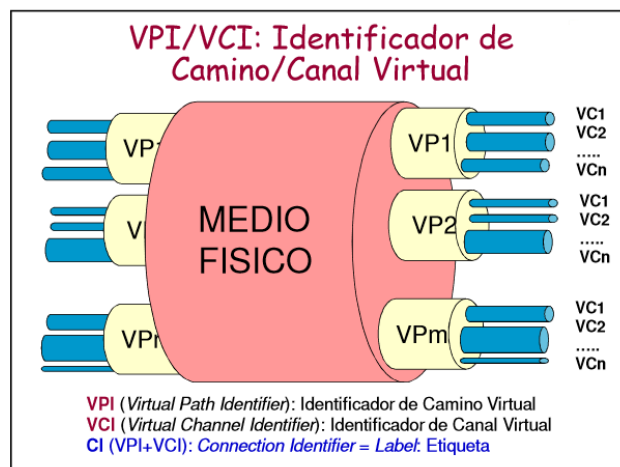 VPI/VCI: Identificador de
Camino/Canal Virtual
VP1
MEDIO
FISICO
VP1
VC1
VC2
.....
VCn
VP2
VC1
VC2
.....
VCn
VPm
VC1
VC2
.....
VCn
VPI (Virtual Path Identifier): Identificador de Camino Virtual
VCI (Virtual Channel Identifier): Identificador de Canal Virtual
CI (VPI+VCI): Connection Identifier = Label: Etiqueta